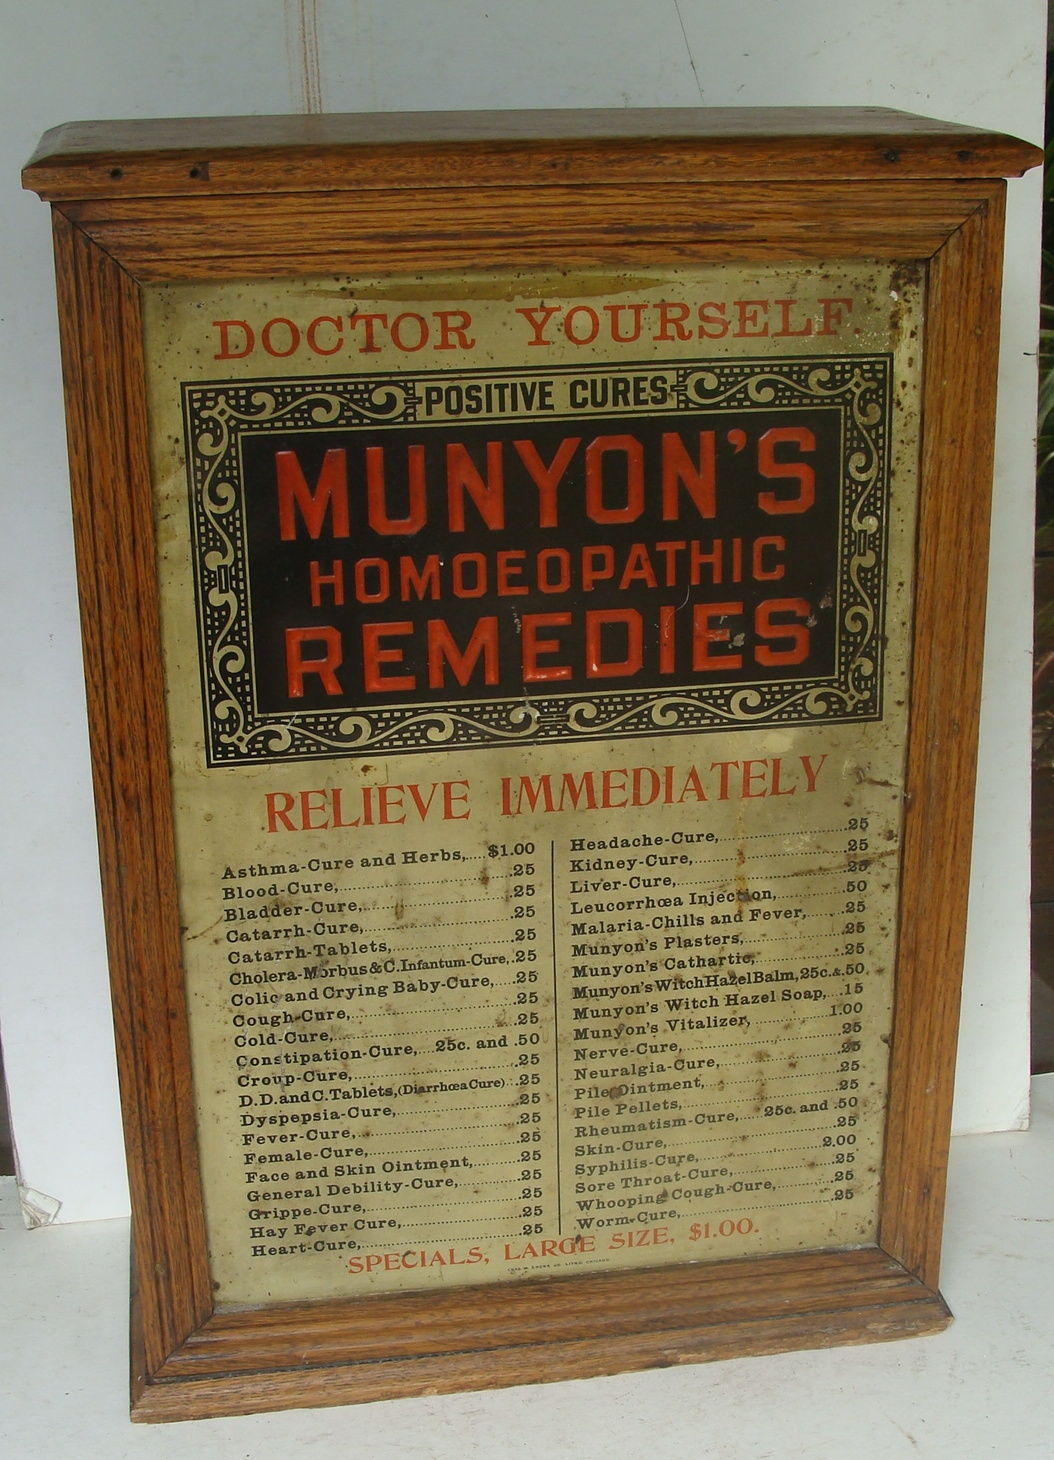 DOCTOR YOURSELF.
POSITIVE CURES
MUNYON'S
HOMOEOPATHIC
REMEDIES
RELIEVE IMMEDIATELY
Asthma-Cure and Herbs,....$1.00
Blood-Cure,..........25
Bladder-Cure,..........25
Catarrh-Cure,..........25
Catarrh-Tablets,..........25
Cholera-Morbus&C.Infantum-Cure,.25
Colic and Crying Baby-Cure,....25
Cough-Cure,..........25
Cold-Cure,..........25
Constipation-Cure,...25c. and .50
Croup-Cure,..........25
D.D.andC.Tablets,(DiarrhœaCure)..25
Dyspepsia-Cure,..........25
Fever-Cure,..........25
Female-Cure,..........25
Face and Skin Ointment,..........25
General Debility-Cure,..........25
Grippe-Cure,..........25
Hay Fever Cure,..........25
Heart-Cure,..........25
Headache-Cure,..........25
Kidney-Cure,..........25
Liver-Cure,..........25
Leucorrhœa Injection,..........50
Malaria-Chills and Fever,......25
Munyon's Plasters,..........25
Munyon's Cathartic,..........25
Munyon's Witch Hazel Balm,25c.&.50
Munyon's Witch Hazel Soap,...15
Munyon's Vitalizer,..........1.00
Nerve-Cure,..........25
Neuralgia-Cure,..........25
Pile Ointment,..........25
Pile Pellets,..........25
Rheumatism-Cure,...25c. and .50
Skin-Cure,..........25
Syphilis-Cure,..........2.00
Sore Throat-Cure,..........25
Whooping Cough-Cure,..........25
Worm-Cure,..........25
SPECIALS, LARGE SIZE, $1.00.